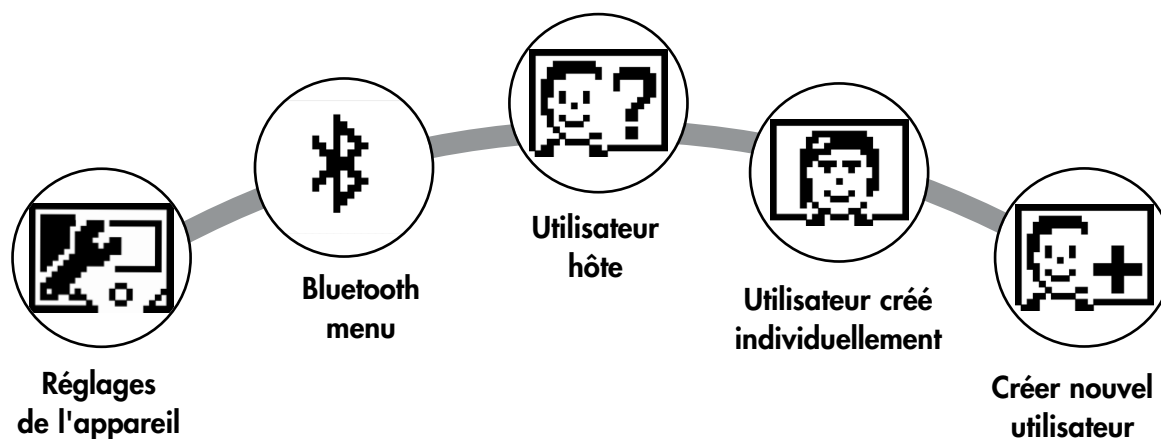 Réglages
de l'appareil
Bluetooth
menu
Utilisateur
hôte
Utilisateur créé
individuellement
Créer nouvel
utilisateur